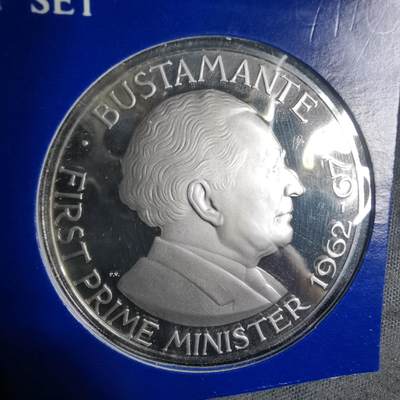 SET
· BUSTAMANTE ·
FIRST PRIME MINISTER 1962-67